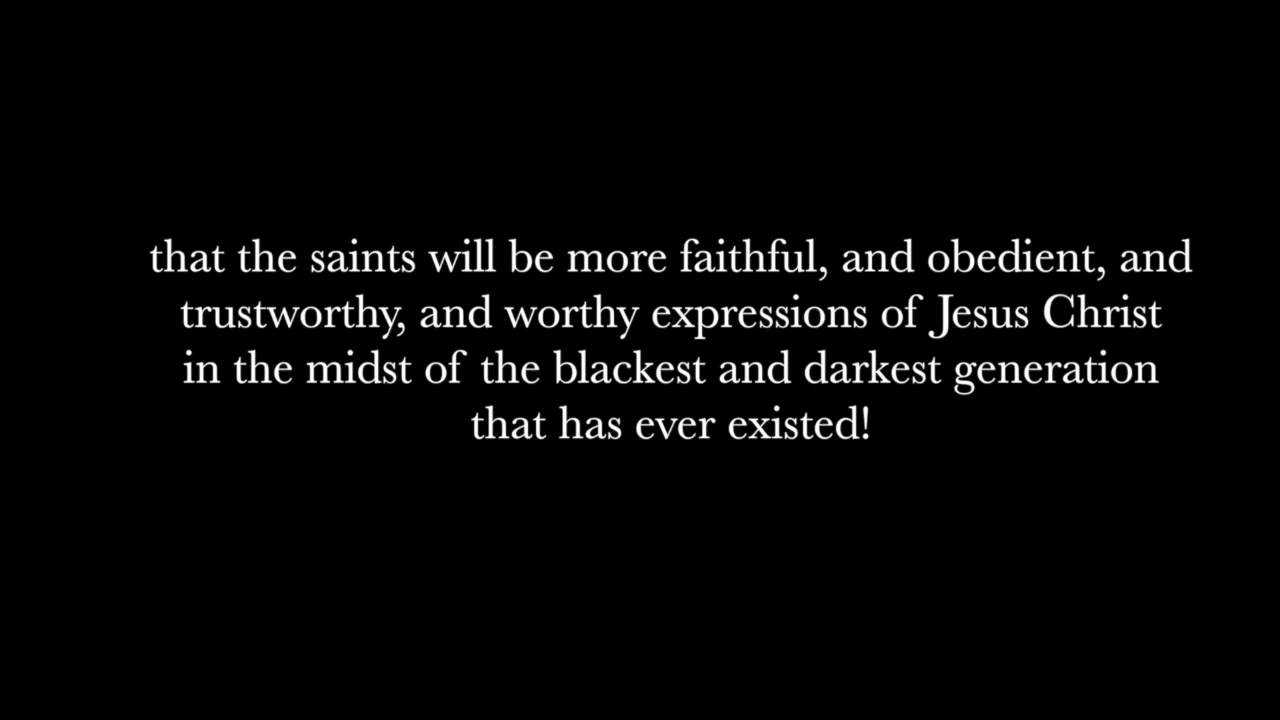 that the saints will be more faithful, and obedient, and
trustworthy, and worthy expressions of Jesus Christ
in the midst of the blackest and darkest generation
that has ever existed!